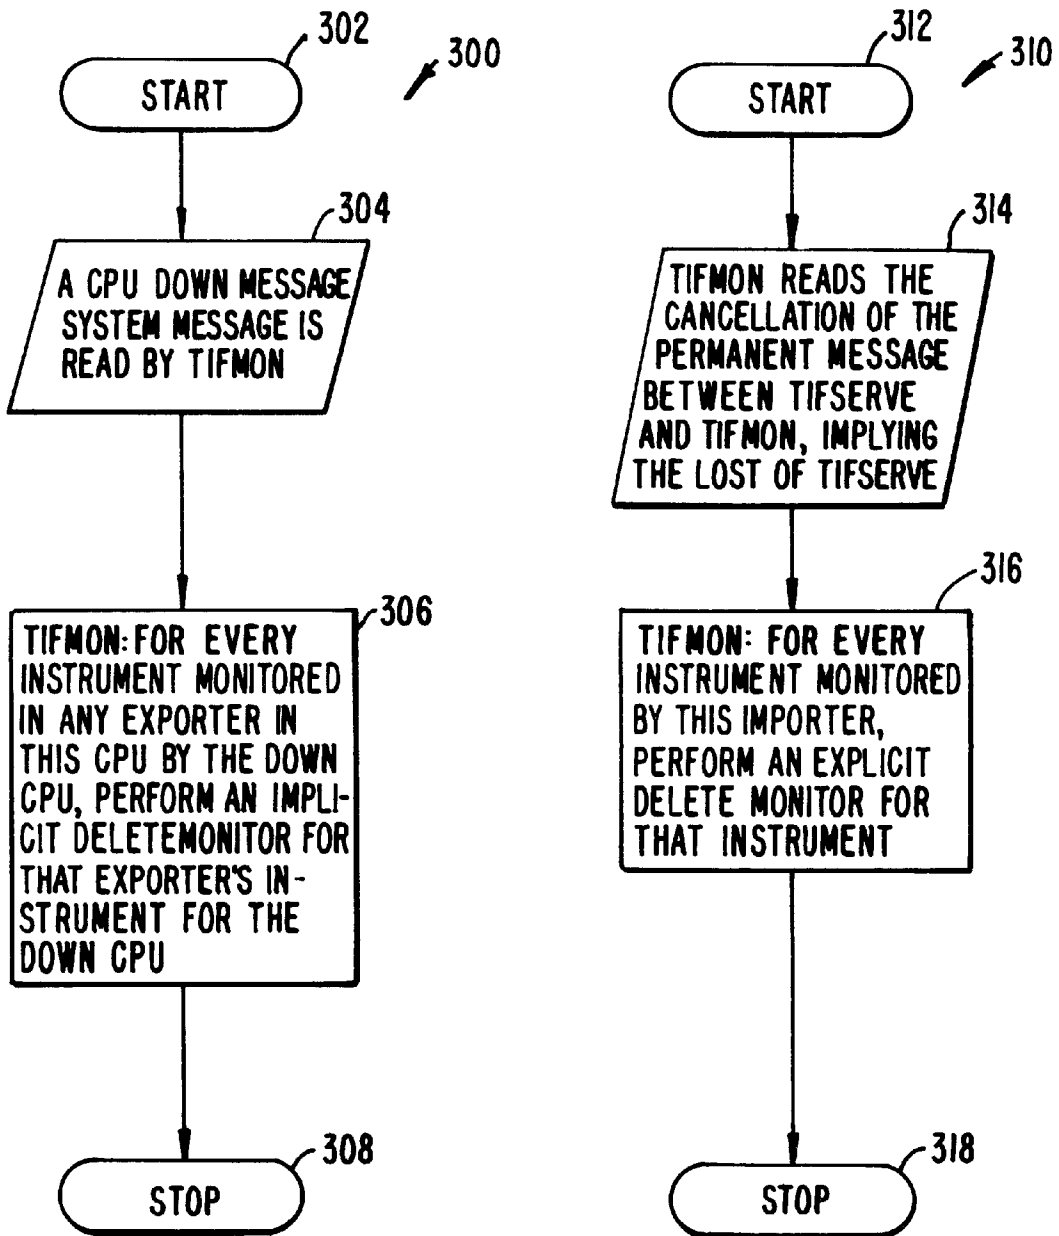 302
300
START
304
A CPU DOWN MESSAGE
SYSTEM MESSAGE IS
READ BY TIFMON
306
TIFMON: FOR EVERY
INSTRUMENT MONITORED
IN ANY EXPORTER IN
THIS CPU BY THE DOWN
CPU, PERFORM AN IMPLI-
CIT DELETEMONITOR FOR
THAT EXPORTER'S IN-
STRUMENT FOR THE
DOWN CPU
308
STOP
312
310
START
314
TIFMON READS THE
CANCELLATION OF THE
PERMANENT MESSAGE
BETWEEN TIFSERVE
AND TIFMON, IMPLYING
THE LOST OF TIFSERVE
316
TIFMON: FOR EVERY
INSTRUMENT MONITORED
BY THIS IMPORTER,
PERFORM AN EXPLICIT
DELETE MONITOR FOR
THAT INSTRUMENT
318
STOP